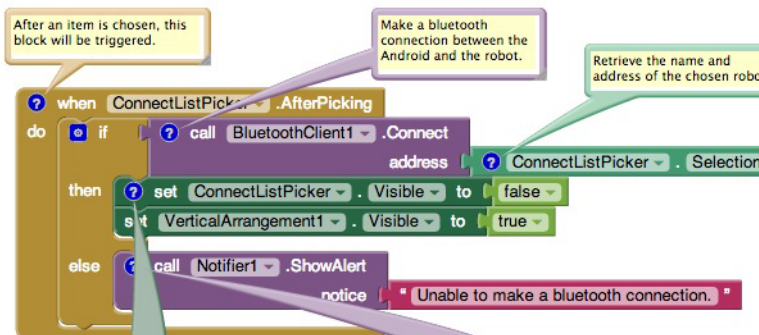 After an item is chosen, this
block will be triggered.
Make a bluetooth
connection between the
Android and the robot.
Retrieve the name and
address of the chosen
? when ConnectListPicker .AfterPicking
do if ? call BluetoothClient1 .Connect
address ? ConnectListPicker . Selection
then ? set ConnectListPicker . Visible to false
set VerticalArrangement1 . Visible to true
else ? call Notifier1 .ShowAlert
notice “ Unable to make a bluetooth connection. ”